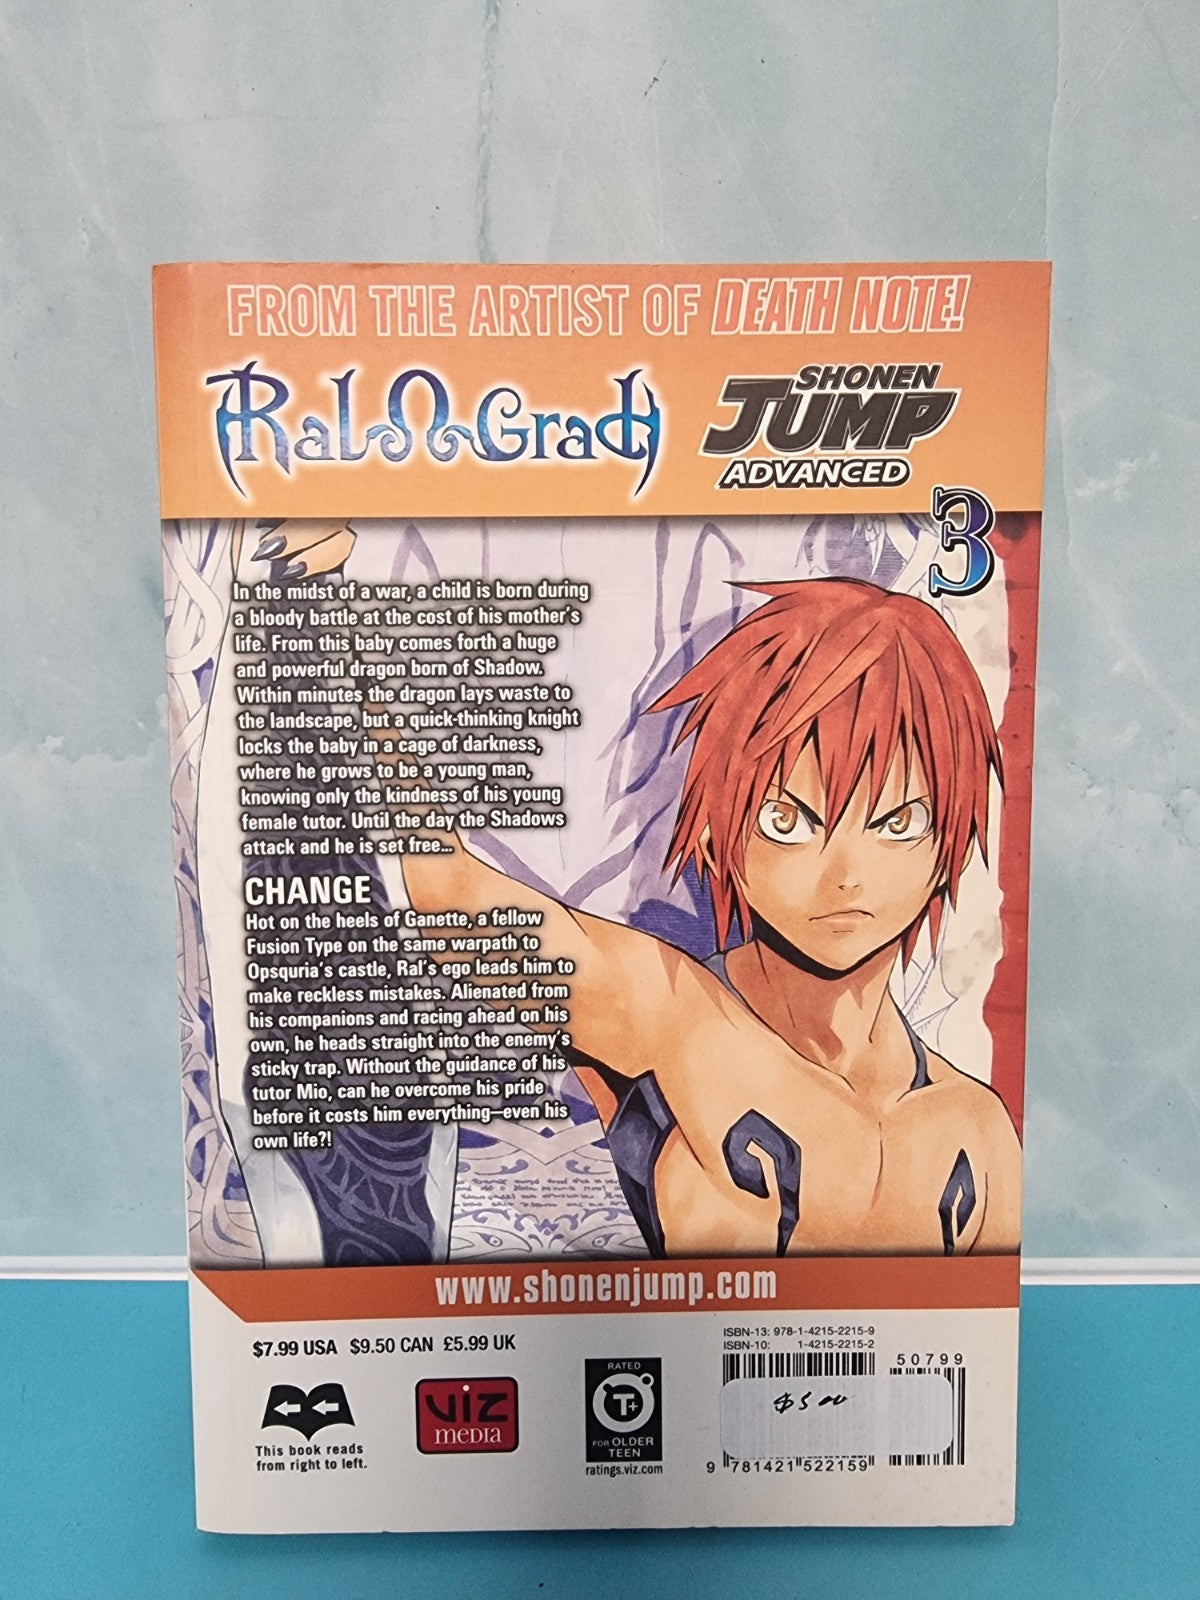 FROM THE ARTIST OF DEATH NOTE!
Ral Ω Grad
SHONEN
JUMP
ADVANCED
3
In the midst of a war, a child is born during
a bloody battle at the cost of his mother's
life. From this baby comes forth a huge
and powerful dragon born of Shadow.
Within minutes the dragon lays waste to
the landscape, but a quick-thinking knight
locks the baby in a cage of darkness,
where he grows to be a young man,
knowing only the kindness of his young
female tutor. Until the day the Shadows
attack and he is set free...
CHANGE
Hot on the heels of Ganette, a fellow
Fusion Type on the same warpath to
Opsquria's castle, Ral's ego leads him to
make reckless mistakes. Alienated from
his companions and racing ahead on his
own, he heads straight into the enemy's
sticky trap. Without the guidance of his
tutor Mio, can he overcome his pride
before it costs him everything—even his
own life?!
www.shonenjump.com
$7.99 USA $9.50 CAN £5.99 UK
This book reads
from right to left.
VIZ
MEDIA
RATED
T+
FOR OLDER
TEEN
ratings.viz.com
ISBN-13: 978-1-4215-2215-9
ISBN-10: 1-4215-2215-2
50799
$5.00
9 781421 522159